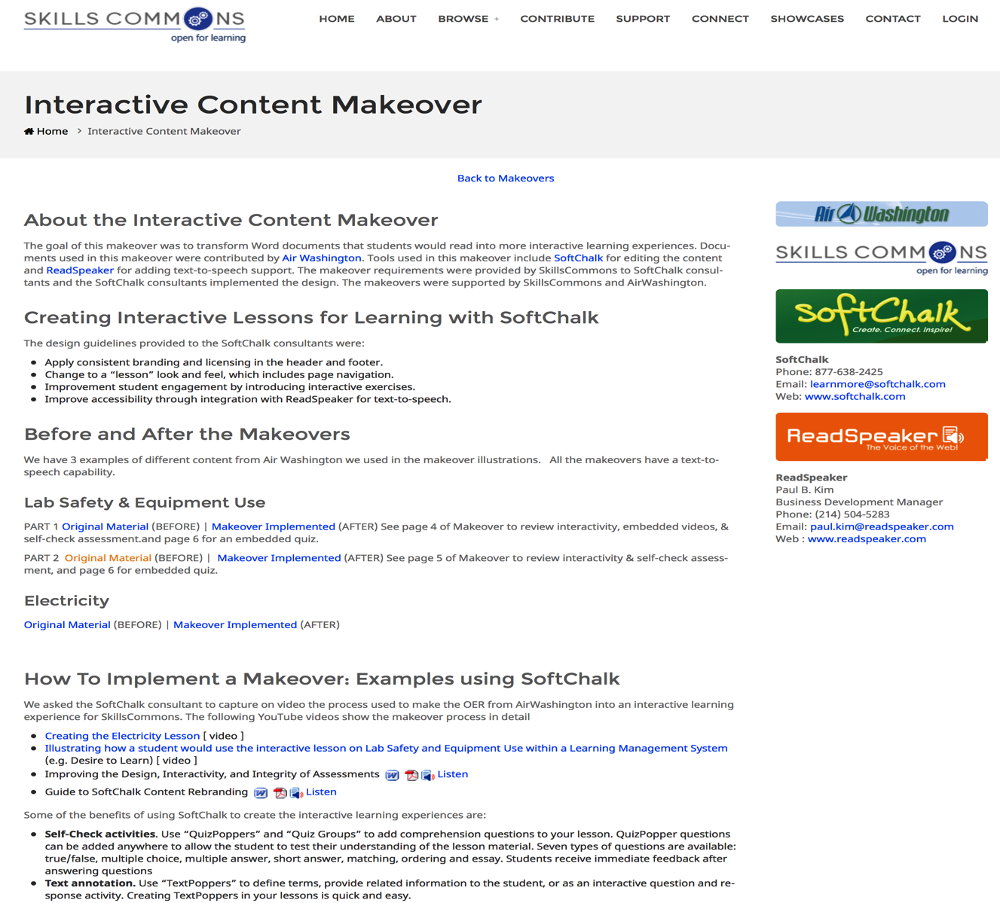 SKILLS COMMONS
open for learning
HOME ABOUT BROWSE + CONTRIBUTE SUPPORT CONNECT SHOWCASES CONTACT LOGIN
Interactive Content Makeover
Home > Interactive Content Makeover
Back to Makeovers
About the Interactive Content Makeover
The goal of this makeover was to transform Word documents that students would read into more interactive learning experiences. Docu-
ments used in this makeover were contributed by Air Washington. Tools used in this makeover include SoftChalk for editing the content
and ReadSpeaker for adding text-to-speech support. The makeover requirements were provided by SkillsCommons to SoftChalk consul-
tants and the SoftChalk consultants implemented the design. The makeovers were supported by SkillsCommons and AirWashington.
Creating Interactive Lessons for Learning with SoftChalk
The design guidelines provided to the SoftChalk consultants were:
• Apply consistent branding and licensing in the header and footer.
• Change to a “lesson” look and feel, which includes page navigation.
• Improvement student engagement by introducing interactive exercises.
• Improve accessibility through integration with ReadSpeaker for text-to-speech.
Before and After the Makeovers
We have 3 examples of different content from Air Washington we used in the makeover illustrations. All the makeovers have a text-to-
speech capability.
Lab Safety & Equipment Use
PART 1 Original Material (BEFORE) | Makeover Implemented (AFTER) See page 4 of Makeover to review interactivity, embedded videos, &
self-check assessment.and page 6 for an embedded quiz.
PART 2 Original Material (BEFORE) | Makeover Implemented (AFTER) See page 5 of Makeover to review interactivity & self-check assess-
ment, and page 6 for embedded quiz.
Electricity
Original Material (BEFORE) | Makeover Implemented (AFTER)
How To Implement a Makeover: Examples using SoftChalk
We asked the SoftChalk consultant to capture on video the process used to make the OER from AirWashington into an interactive learning
experience for SkillsCommons. The following YouTube videos show the makeover process in detail
• Creating the Electricity Lesson [ video ]
• Illustrating how a student would use the interactive lesson on Lab Safety and Equipment Use within a Learning Management System
(e.g. Desire to Learn) [ video ]
• Improving the Design, Interactivity, and Integrity of Assessments Listen
• Guide to SoftChalk Content Rebranding Listen
Some of the benefits of using SoftChalk to create the interactive learning experiences are:
• Self-Check activities. Use “QuizPoppers” and “Quiz Groups” to add comprehension questions to your lesson. QuizPopper questions
can be added anywhere to allow the student to test their understanding of the lesson material. Seven types of questions are available:
true/false, multiple choice, multiple answer, short answer, matching, ordering and essay. Students receive immediate feedback after
answering questions
• Text annotation. Use “TextPoppers” to define terms, provide related information to the student, or as an interactive question and re-
sponse activity. Creating TextPoppers in your lessons is quick and easy.
Air Washington
SKILLS COMMONS
open for learning
softChalk
Create. Connect. Inspire!
SoftChalk
Phone: 877-638-2425
Email: learnmore@softchalk.com
Web: www.softchalk.com
ReadSpeaker
The Voice of the Web!
ReadSpeaker
Paul B. Kim
Business Development Manager
Phone: (214) 504-5283
Email: paul.kim@readspeaker.com
Web : www.readspeaker.com